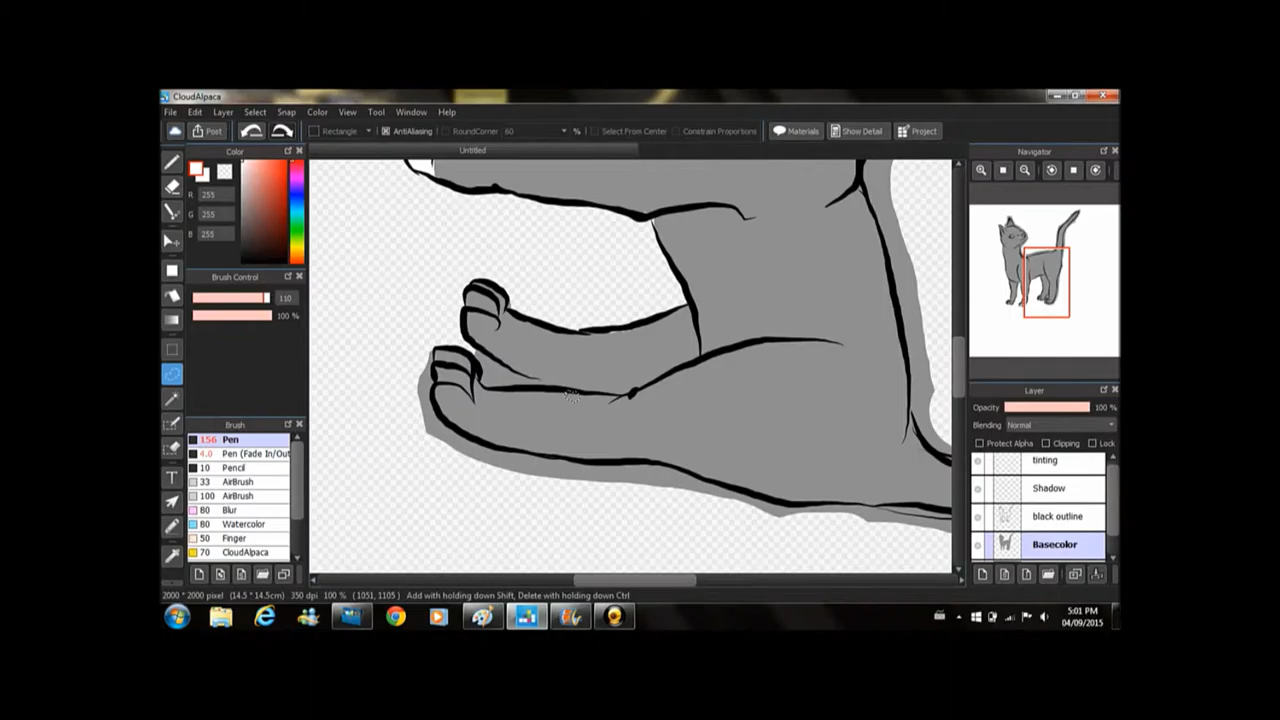 CloudAlpaca
File Edit Layer Select Snap Color View Tool Window Help
Post Rectangle AntiAliasing RoundCorner 60 % Select From Center Constrain Proportions Materials Show Detail Project
Color Untitled Navigator
R 255
G 255
B 255
Brush Control
110
100 %
Layer
Opacity 100 %
Blending Normal
Protect Alpha Clipping Lock
Brush
156 Pen
4.0 Pen (Fade In/Out
10 Pencil
33 AirBrush
100 AirBrush
80 Blur
80 Watercolor
50 Finger
70 CloudAlpaca
tinting
Shadow
black outline
Basecolor
2000 * 2000 pixel (14.5 * 14.5cm) 350 dpi 100 % (1051, 1105) Add with holding down Shift, Delete with holding down Ctrl
5:01 PM
04/09/2015